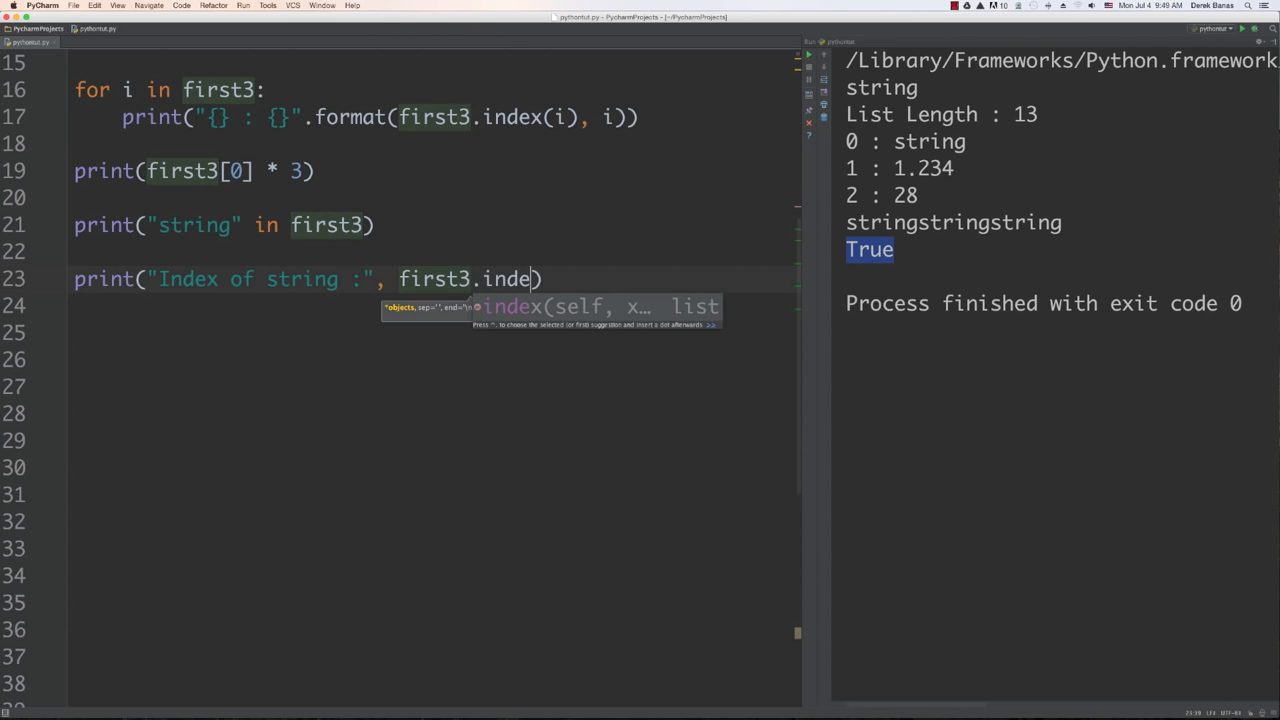 PyCharm File Edit View Navigate Code Refactor Run Tools VCS Window Help 10 Mon Jul 4 9:49 AM Derek Banas
pythontut.py - PycharmProjects - [~/PycharmProjects]
PycharmProjects pythontut.py pythontut
pythontut.py Run: pythontut
15
16 for i in first3:
17 print("{} : {}".format(first3.index(i), i))
18
19 print(first3[0] * 3)
20
21 print("string" in first3)
22
23 print("Index of string :", first3.inde)
24
*objects, sep='', end="\n
index(self, x… list
Press ^. to choose the selected (or first) suggestion and insert a dot afterwards >>
25
26
27
28
29
30
31
32
33
34
35
36
37
38
/Library/Frameworks/Python.framework
string
List Length : 13
0 : string
1 : 1.234
2 : 28
stringstringstring
True
Process finished with exit code 0
23:39 LF‡ UTF-8‡